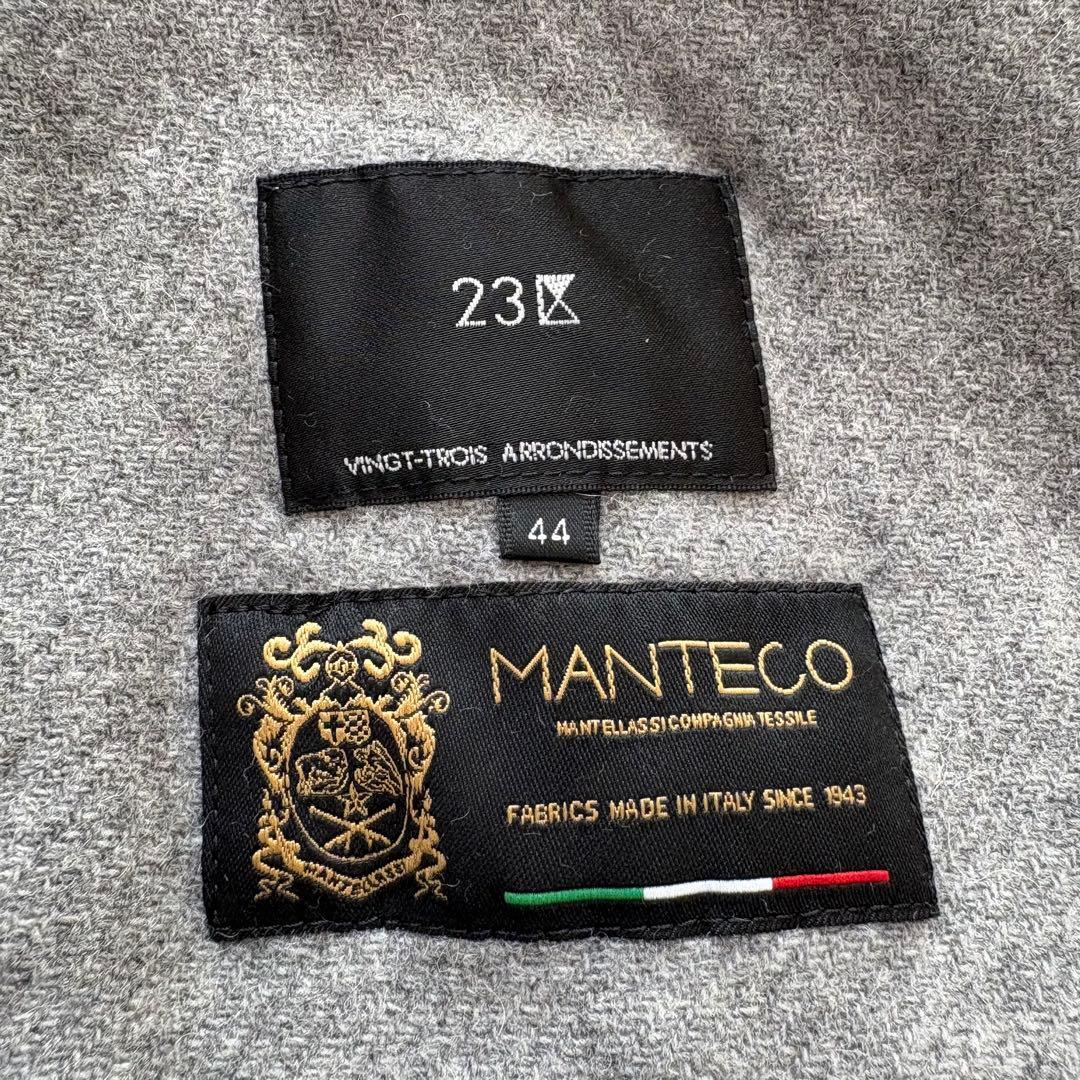 23区
VINGT-TROIS ARRONDISSEMENTS
44
MANTECO
MANTELLASSI COMPAGNIA TESSILE
FABRICS MADE IN ITALY SINCE 1943